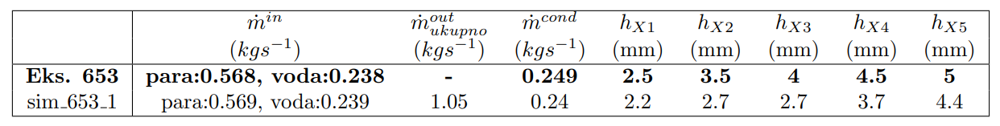 ṁ^{in} ṁ^{out}_{ukupno} ṁ^{cond} h_{X1} h_{X2} h_{X3} h_{X4} h_{X5}
(kgs^{−1}) (kgs^{−1}) (kgs^{−1}) (mm) (mm) (mm) (mm) (mm)
Eks. 653 para:0.568, voda:0.238 - 0.249 2.5 3.5 4 4.5 5
sim_653_1 para:0.569, voda:0.239 1.05 0.24 2.2 2.7 2.7 3.7 4.4